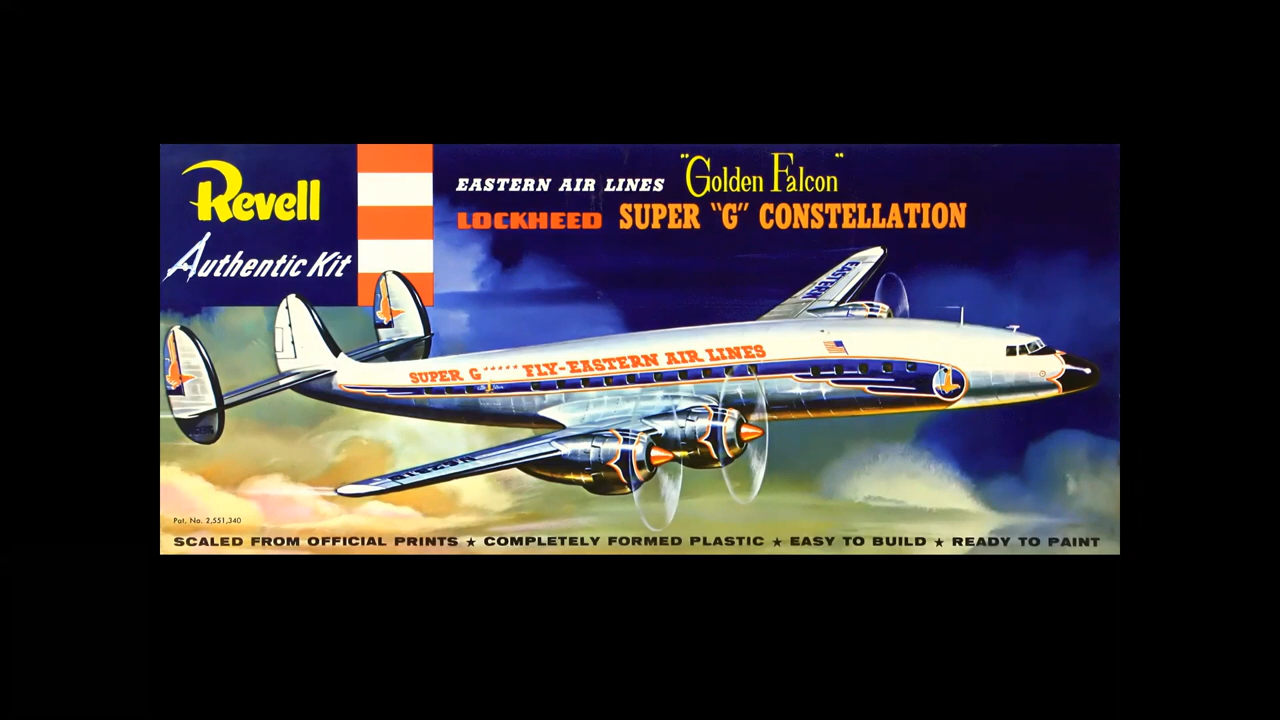 Revell
Authentic Kit
EASTERN AIR LINES "Golden Falcon"
LOCKHEED SUPER "G" CONSTELLATION
EASTERN
SUPER G ***** FLY-EASTERN AIR LINES
Pat. No. 2,551,340
SCALED FROM OFFICIAL PRINTS ★ COMPLETELY FORMED PLASTIC ★ EASY TO BUILD ★ READY TO PAINT